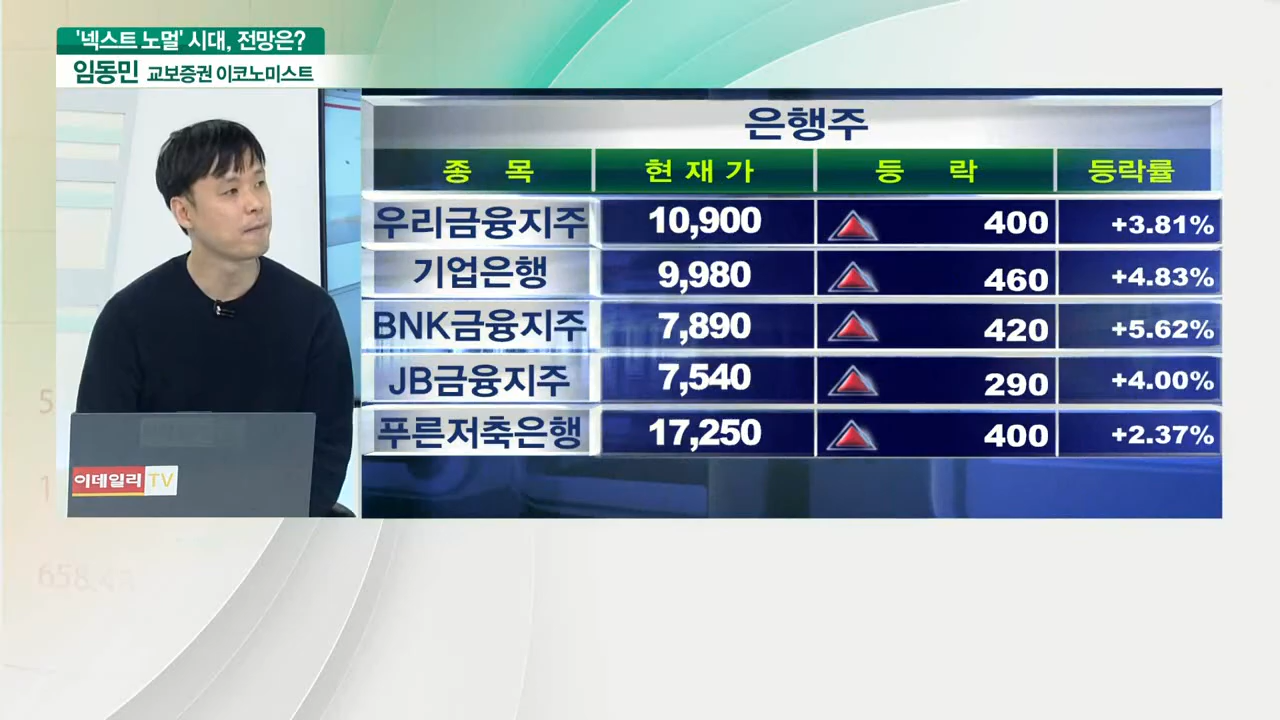 '넥스트 노멀' 시대, 전망은?
임동민 교보증권 이코노미스트
은행주
종 목 현 재 가 등 락 등락률
우리금융지주 10,900 400 +3.81%
기업은행 9,980 460 +4.83%
BNK금융지주 7,890 420 +5.62%
JB금융지주 7,540 290 +4.00%
푸른저축은행 17,250 400 +2.37%
이데일리TV